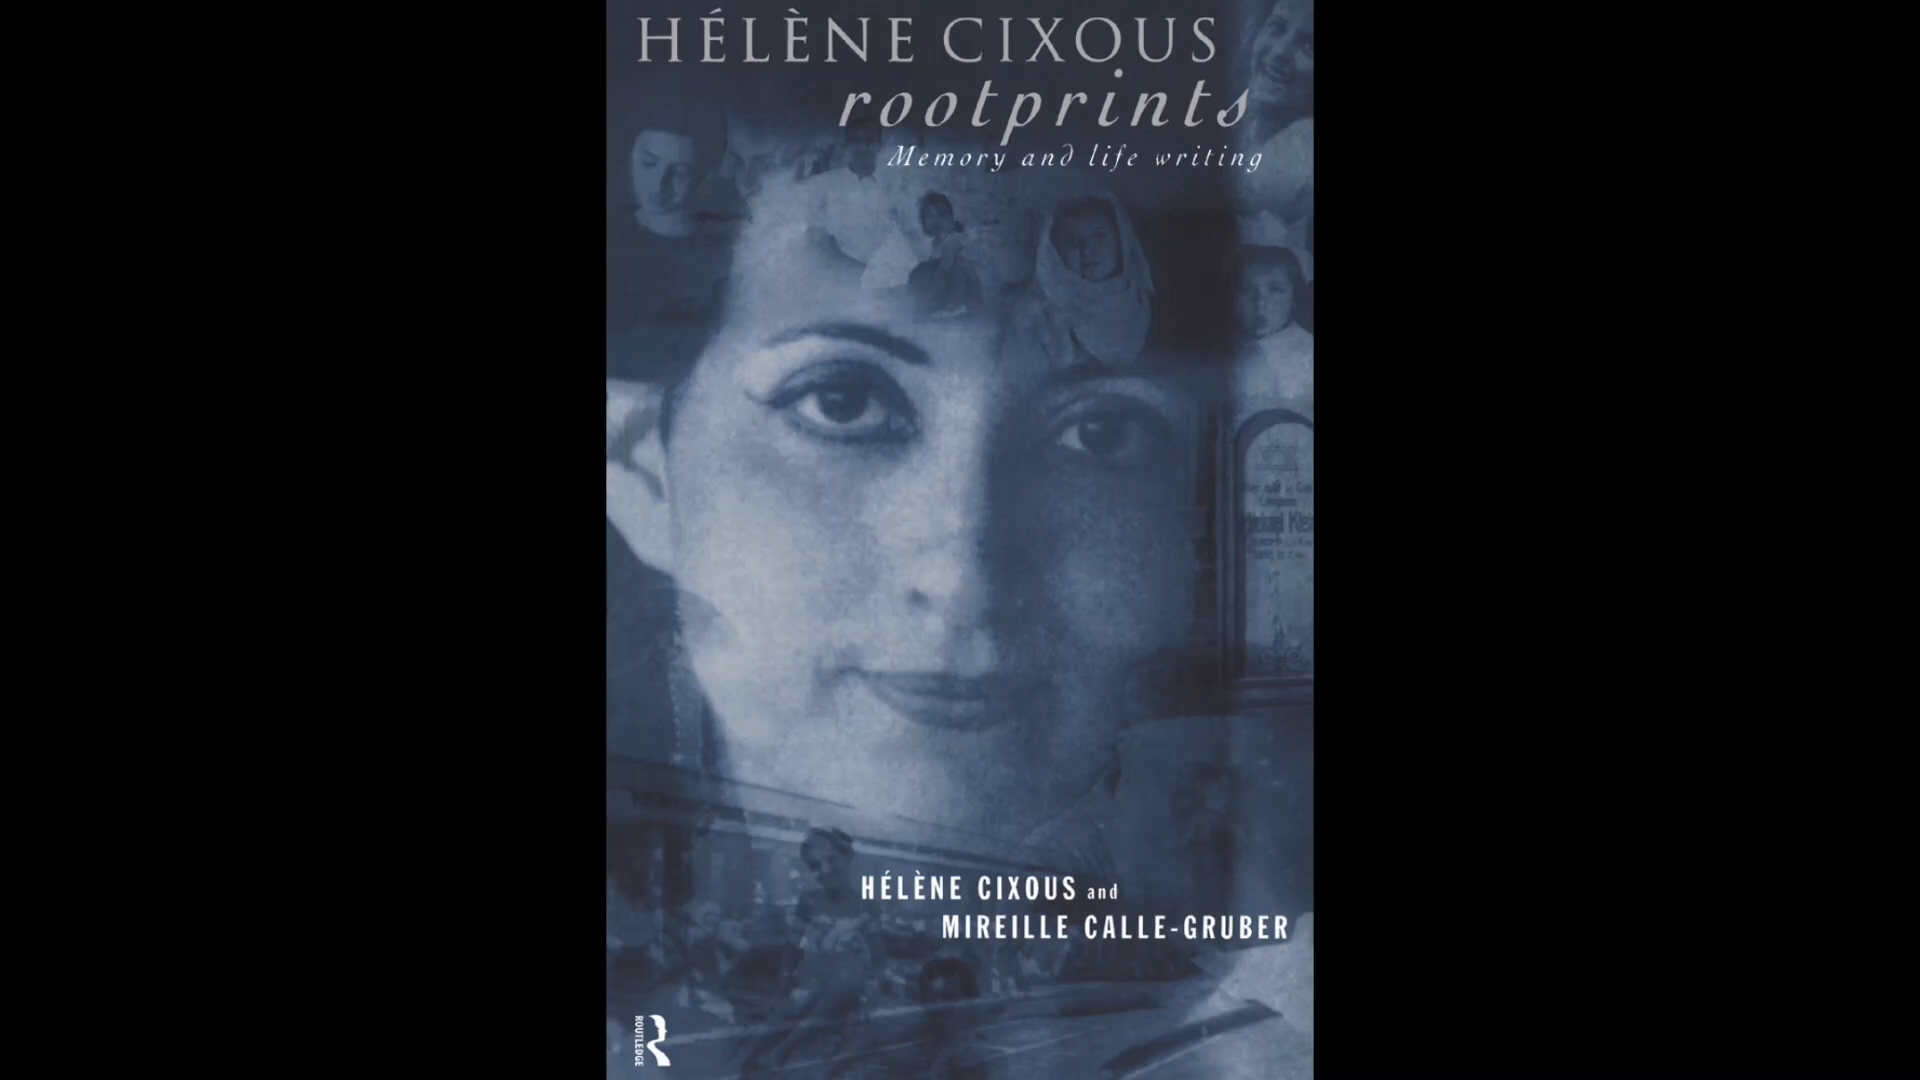 HÉLÈNE CIXOUS
rootprints
Memory and life writing
HÉLÈNE CIXOUS and
MIREILLE CALLE-GRUBER
ROUTLEDGE